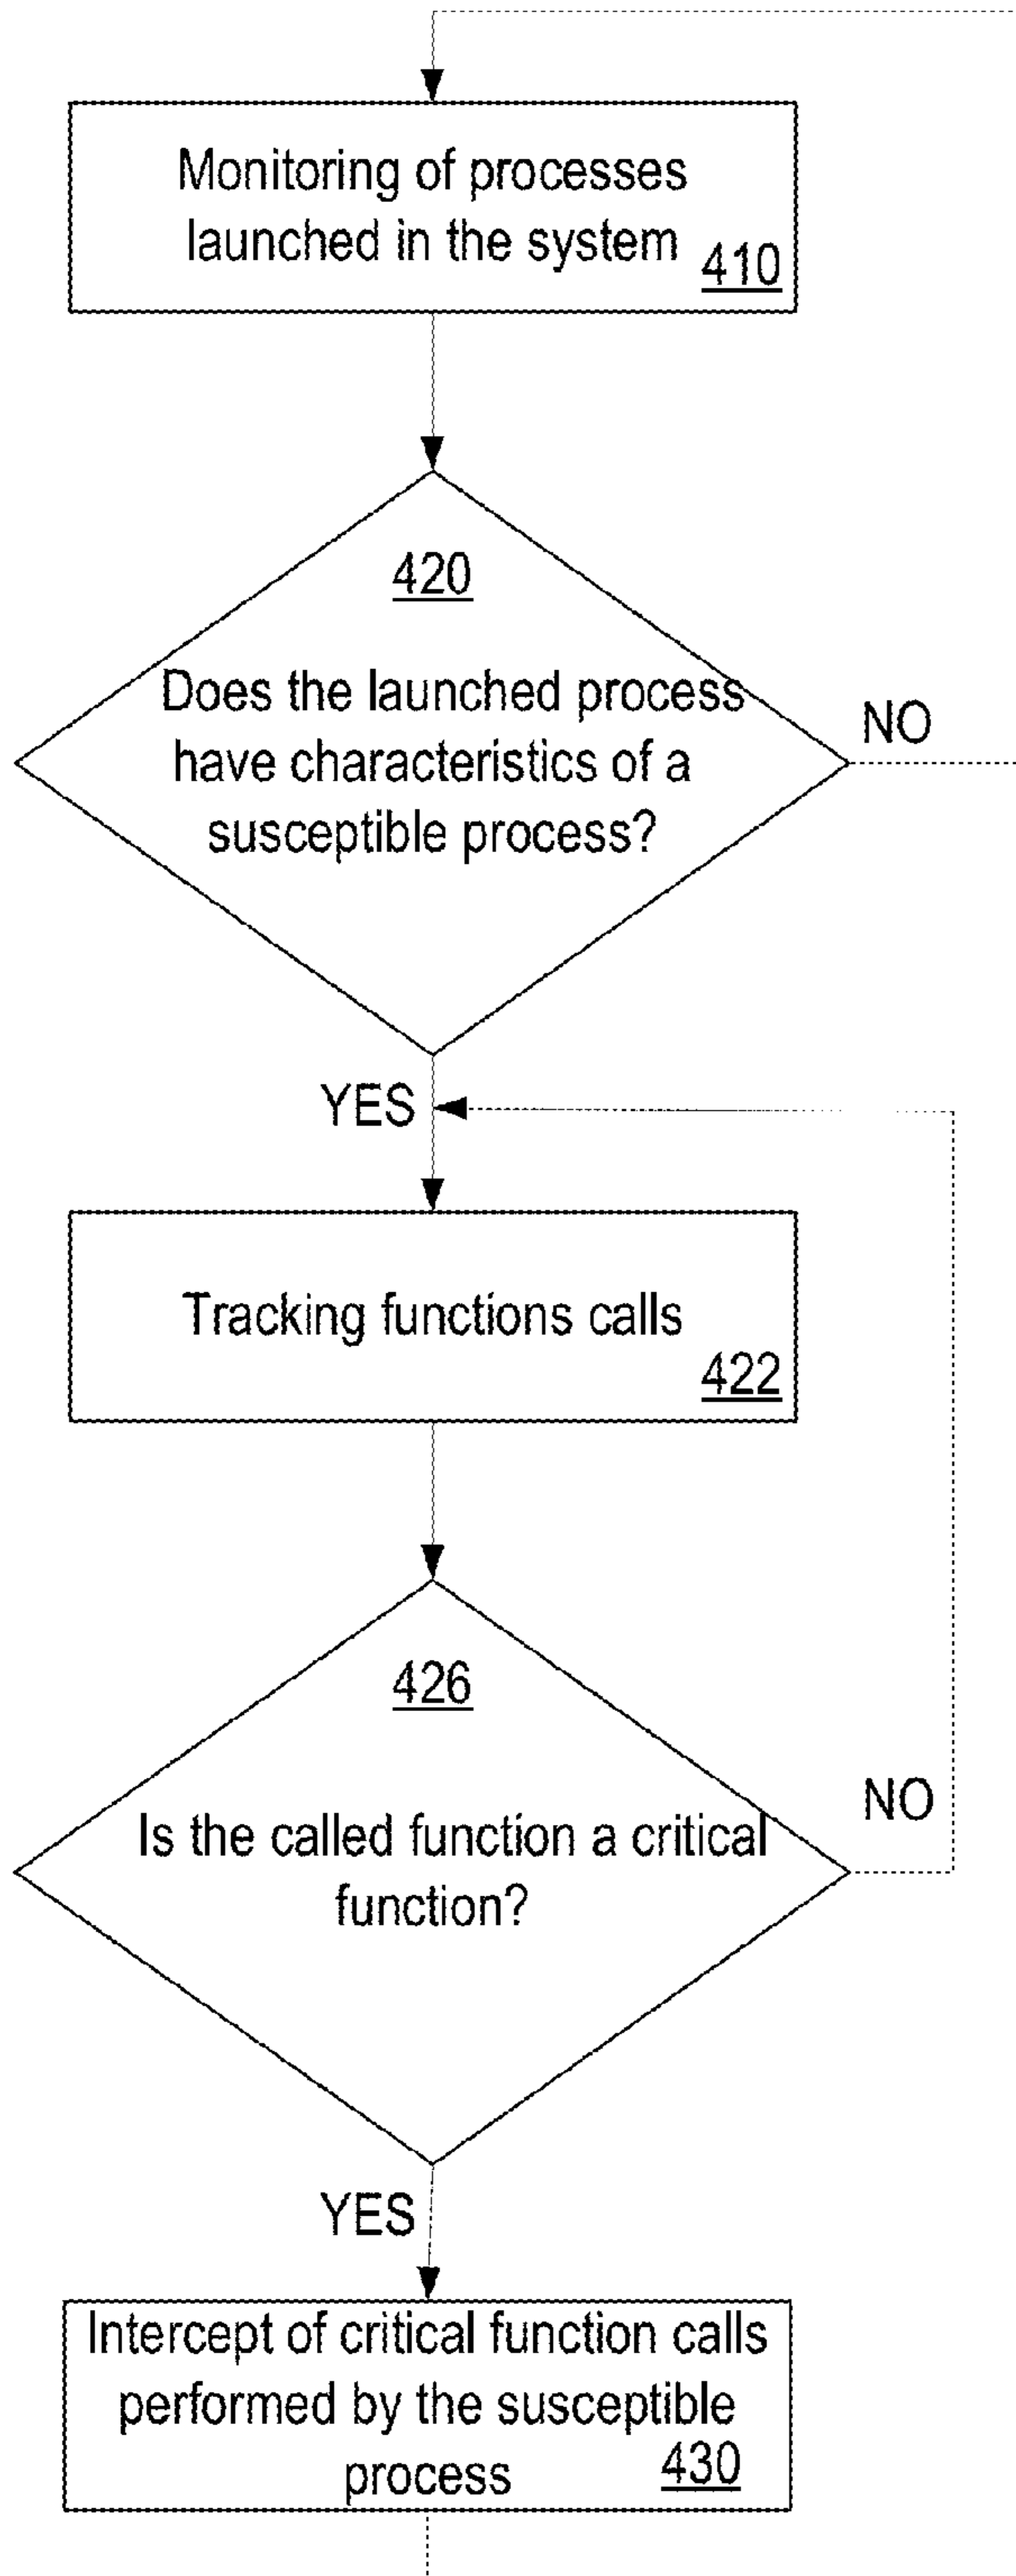 Monitoring of processes
launched in the system
410
420
Does the launched process
have characteristics of a
susceptible process?
NO
YES
Tracking functions calls
422
426
Is the called function a critical
function?
NO
YES
Intercept of critical function calls
performed by the susceptible
process
430